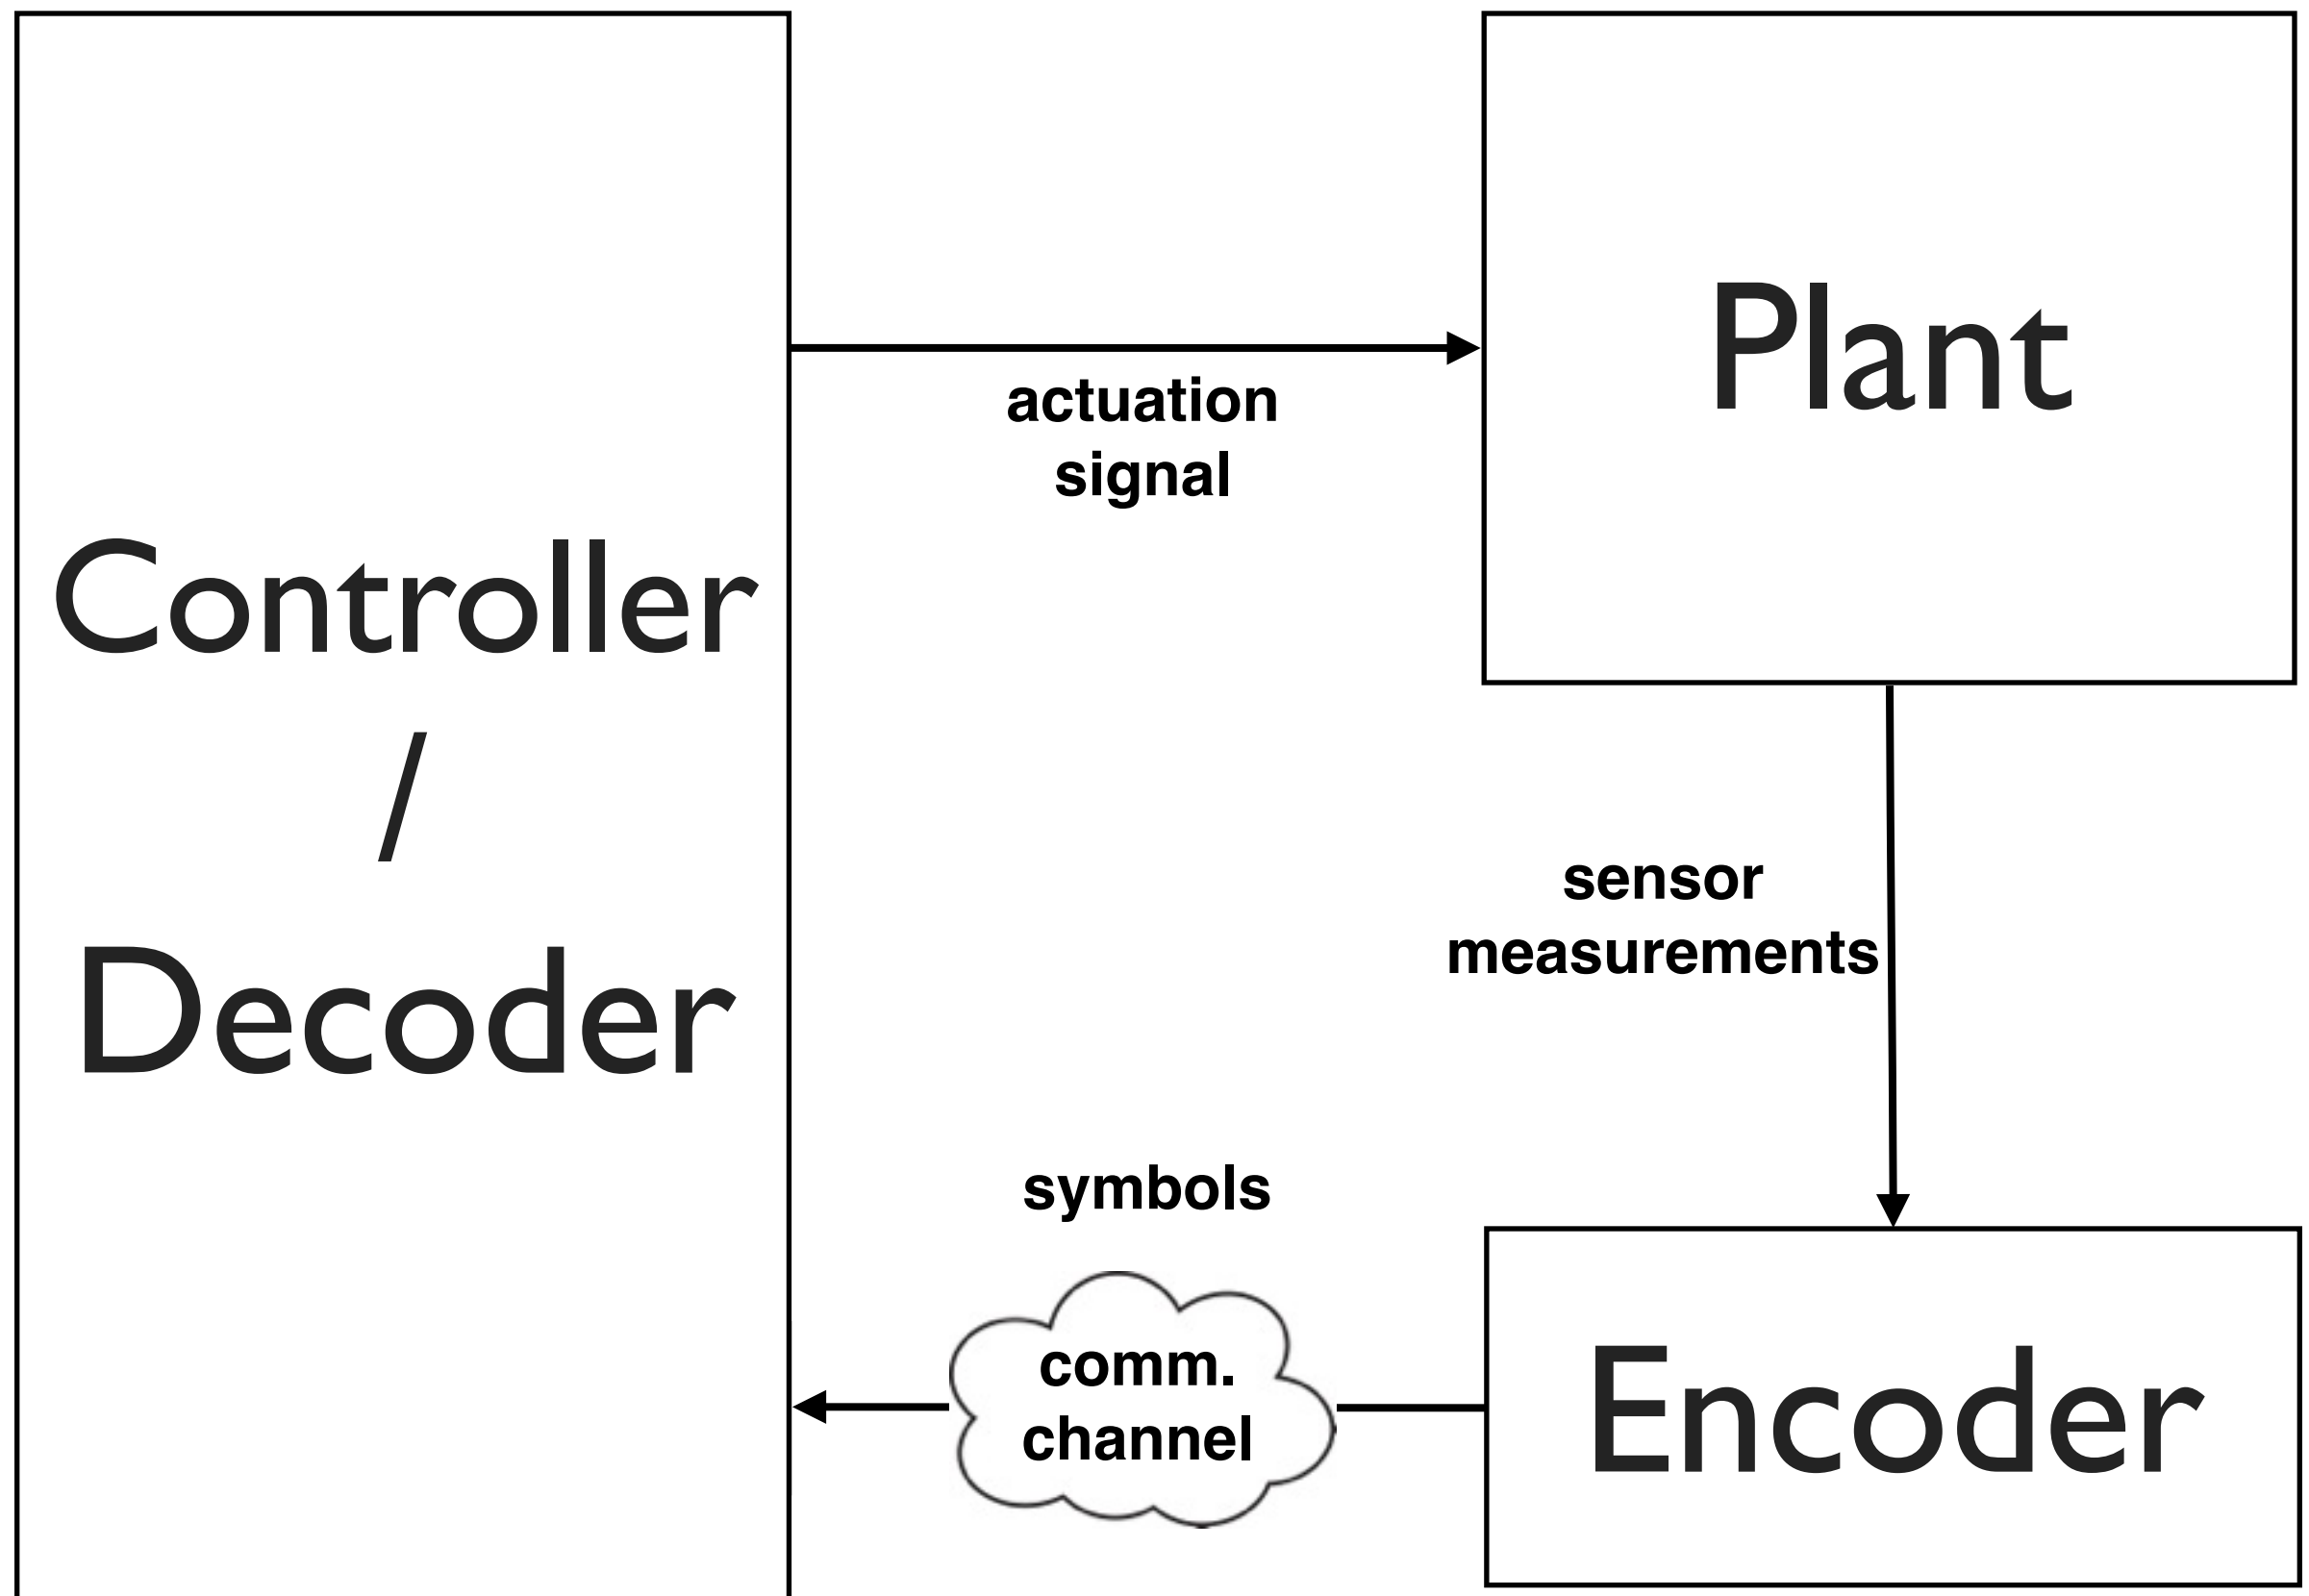 Controller
/
Decoder
actuation
signal
Plant
sensor
measurements
symbols
comm.
channel
Encoder